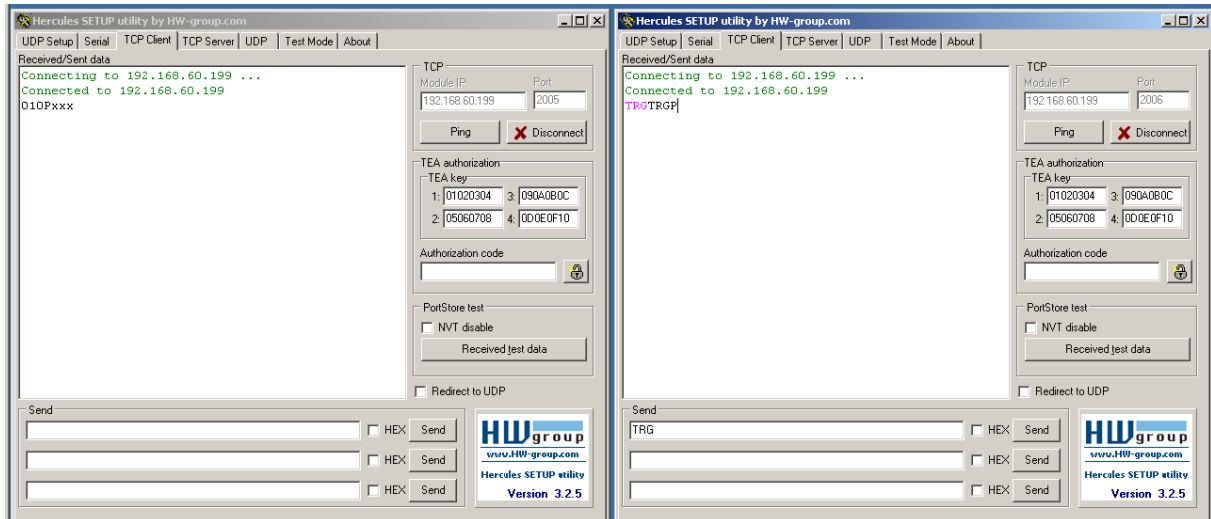 Hercules SETUP utility by HW-group.com
UDP Setup Serial TCP Client TCP Server UDP Test Mode About
Received/Sent data
Connecting to 192.168.60.199 ...
Connected to 192.168.60.199
010Pxxx
TCP
Module IP Port
192.168.60.199 2005
Ping Disconnect
TEA authorization
TEA key
1: 01020304 3: 090A0B0C
2: 05060708 4: 0D0E0F10
Authorization code
PortStore test
NVT disable
Received test data
Redirect to UDP
Send
HEX Send
HEX Send
HEX Send
HW group
www.HW-group.com
Hercules SETUP utility
Version 3.2.5
Hercules SETUP utility by HW-group.com
UDP Setup Serial TCP Client TCP Server UDP Test Mode About
Received/Sent data
Connecting to 192.168.60.199 ...
Connected to 192.168.60.199
TRGTRGP
TCP
Module IP Port
192.168.60.199 2006
Ping Disconnect
TEA authorization
TEA key
1: 01020304 3: 090A0B0C
2: 05060708 4: 0D0E0F10
Authorization code
PortStore test
NVT disable
Received test data
Redirect to UDP
Send
TRG HEX Send
HEX Send
HEX Send
HW group
www.HW-group.com
Hercules SETUP utility
Version 3.2.5